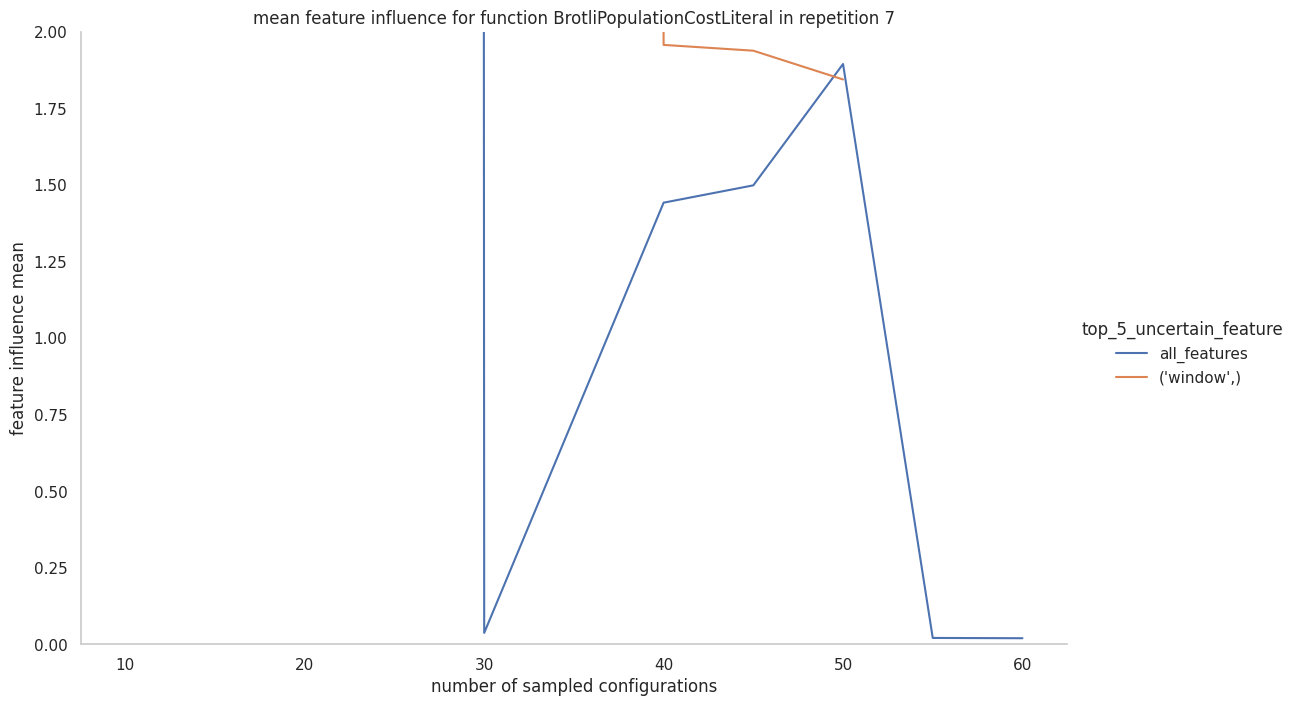 mean feature influence for function BrotliPopulationCostLiteral in repetition 7
2.00
1.75
1.50
1.25
1.00
0.75
0.50
0.25
0.00
feature influence mean
10 20 30 40 50 60
number of sampled configurations
top_5_uncertain_feature
all_features
('window',)